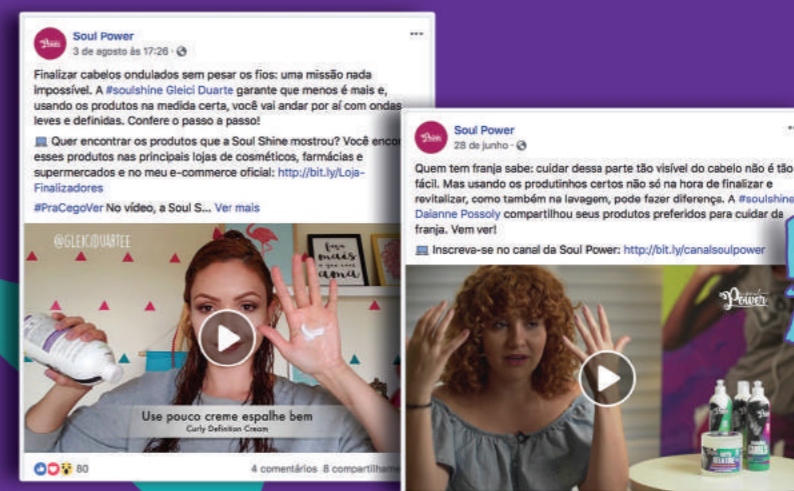 Soul Power
3 de agosto às 17:26
Finalizar cabelos ondulados sem pesar os fios: uma missão nada
impossível. A #soulshine Gleici Duarte garante que menos é mais e,
usando os produtos na medida certa, você vai andar por aí com ondas
leves e definidas. Confere o passo a passo!
Quer encontrar os produtos que a Soul Shine mostrou? Você
esses produtos nas principais lojas de cosméticos, farmácias e
supermercados e no meu e-commerce oficial: http://bit.ly/Loja-
Finalizadores
#PraCegoVer No vídeo, a Soul S... Ver mais
@GLEICIDUARTEE
faça
mais
o que você
ama
Use pouco creme espalhe bem
Curly Definition Cream
80
4 comentários 8
Soul Power
28 de junho
Quem tem franja sabe: cuidar dessa parte tão visível do cabelo não é tão
fácil. Mas usando os produtinhos certos não só na hora de finalizar e
revitalizar, como também na lavagem, pode fazer diferença. A #soulshine
Daianne Possoly compartilhou seus produtos preferidos para cuidar da
franja. Vem ver!
Inscreva-se no canal da Soul Power: http://bit.ly/canalsoulpower
Soul
Power